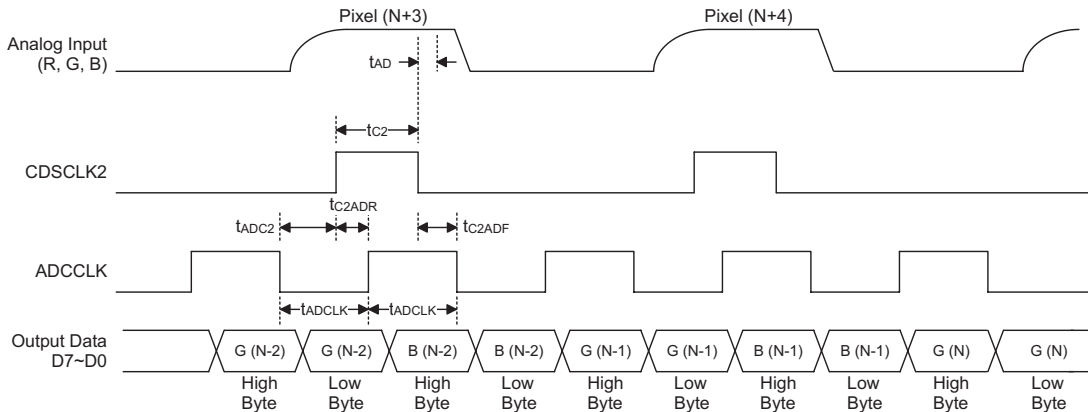 Pixel (N+3)
Pixel (N+4)
Analog Input
(R, G, B)
tAD
tC2
CDSCLK2
tC2ADR
tADC2
tC2ADF
ADCCLK
tADCLK
tADCLK
Output Data
D7~D0
G (N-2)
G (N-2)
B (N-2)
B (N-2)
G (N-1)
G (N-1)
B (N-1)
B (N-1)
G (N)
G (N)
High
Byte
Low
Byte
High
Byte
Low
Byte
High
Byte
Low
Byte
High
Byte
Low
Byte
High
Byte
Low
Byte